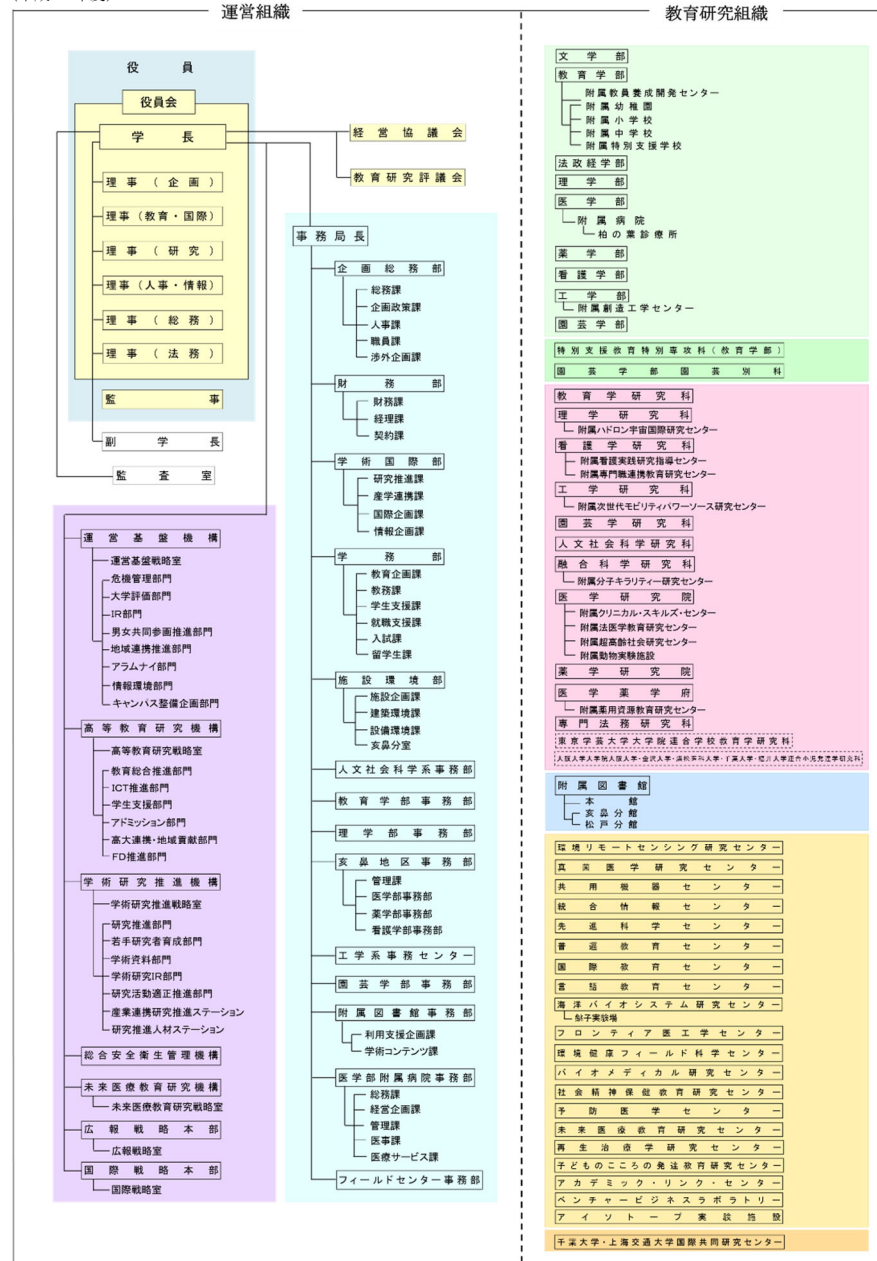 運営組織
役員
役員会
学長
理事（企画）
理事（教育・国際）
理事（研究）
理事（人事・情報）
理事（総務）
理事（法務）
監事
副学長
監査室
経営協議会
教育研究評議会
運営基盤機構
運営基盤戦略室
危機管理部門
大学評価部門
IR部門
男女共同参画推進部門
地域連携推進部門
アラムナイ部門
情報環境部門
キャンパス整備企画部門
高等教育研究機構
高等教育研究戦略室
教育総合推進部門
ICT推進部門
学生支援部門
アドミッション部門
高大連携・地域貢献部門
FD推進部門
学術研究推進機構
学術研究推進戦略室
研究推進部門
若手研究者育成部門
学術資料部門
学術研究IR部門
研究活動適正推進部門
産業連携研究推進ステーション
研究推進人材ステーション
総合安全衛生管理機構
未来医療教育研究機構
未来医療教育研究戦略室
広報戦略本部
広報戦略室
国際戦略本部
国際戦略室
事務局長
企画総務部
総務課
企画政策課
人事課
職員課
渉外企画課
財務部
財務課
経理課
契約課
学術国際部
研究推進課
産学連携課
国際企画課
情報企画課
学務部
教育企画課
教務課
学生支援課
就職支援課
入試課
留学生課
施設環境部
施設企画課
建築環境課
設備環境課
亥鼻分室
人文社会科学系事務部
教育学部事務部
理学部事務部
亥鼻地区事務部
管理課
医学部事務部
薬学部事務部
看護学部事務部
工学系事務センター
園芸学部事務部
附属図書館事務部
利用支援企画課
学術コンテンツ課
医学部附属病院事務部
総務課
経営企画課
管理課
医事課
医療サービス課
フィールドセンター事務部
教育研究組織
文学部
教育学部
附属教員養成開発センター
附属幼稚園
附属小学校
附属中学校
附属特別支援学校
法政経学部
理学部
医学部
附属病院
柏の葉診療所
薬学部
看護学部
工学部
附属創造工学センター
園芸学部
特別支援教育特別専攻科（教育学部）
園芸学部園芸別科
教育学研究科
理学研究科
附属ハドロン宇宙国際研究センター
看護学研究科
附属看護実践研究指導センター
附属専門職連携教育研究センター
工学研究科
附属次世代モビリティパワーソース研究センター
園芸学研究科
人文社会科学研究科
融合科学研究科
附属分子キラリティー研究センター
医学研究院
附属クリニカル・スキルズ・センター
附属法医学教育研究センター
附属超高齢社会研究センター
附属動物実験施設
薬学研究院
医学薬学府
附属薬用資源教育研究センター
専門法務研究科
東京学芸大学大学院連合学校教育学研究科
大阪大学大学院大阪大学・金沢大学・浜松医科大学・千葉大学・福井大学連合小児発達学研究科
附属図書館
本館
亥鼻分館
松戸分館
環境リモートセンシング研究センター
真菌医学研究センター
共用機器センター
統合情報センター
先進科学センター
普遍教育センター
国際教育センター
言語教育センター
海洋バイオシステム研究センター
銚子実験場
フロンティア医工学センター
環境健康フィールド科学センター
バイオメディカル研究センター
社会精神保健教育研究センター
予防医学センター
未来医療教育研究センター
再生治療学研究センター
子どものこころの発達教育研究センター
アカデミック・リンク・センター
ベンチャービジネスラボラトリー
アイソトープ実験施設
千葉大学・上海交通大学国際共同研究センター